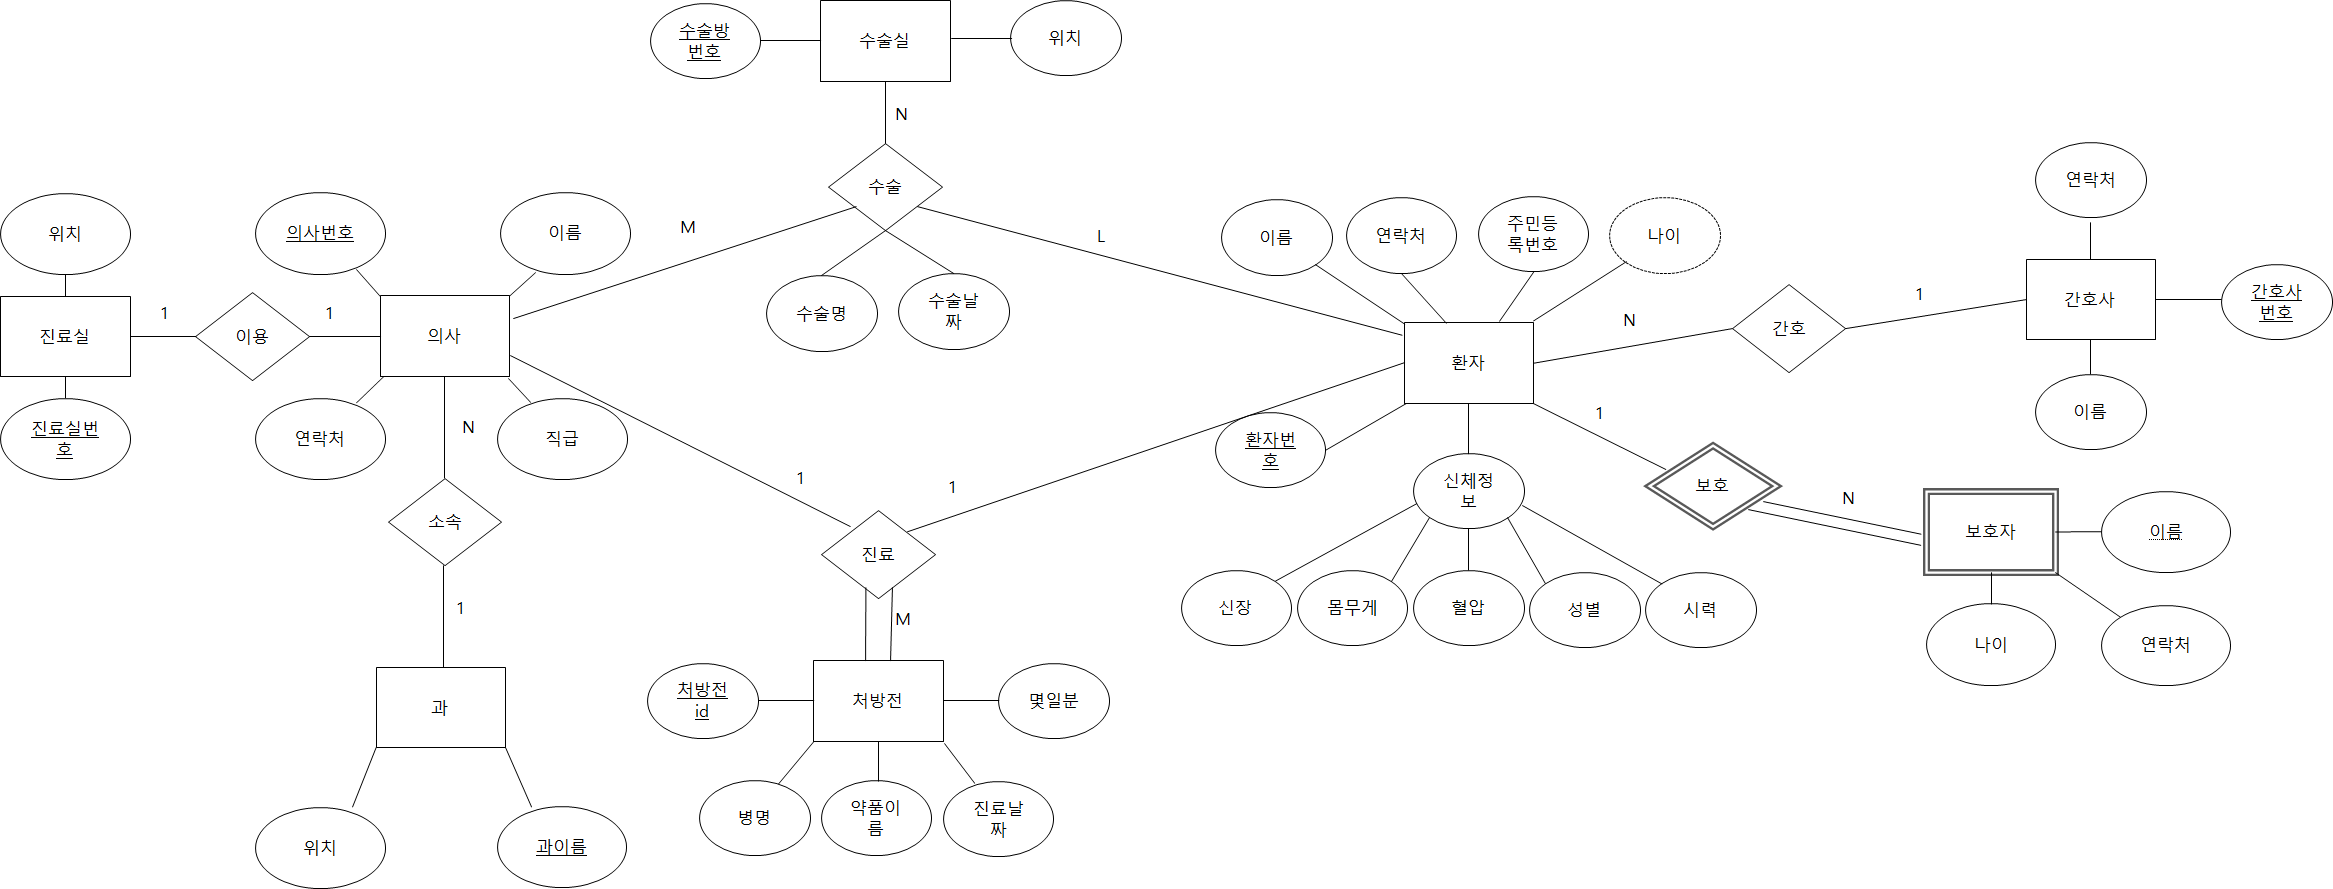 수술방
번호
수술실
위치
N
수술
M
L
수술명
수술날
짜
위치
의사번호
이름
진료실
1
이용
1
의사
진료실번
호
연락처
N
직급
소속
1
과
위치
과이름
1
1
진료
M
처방전
id
처방전
몇일분
병명
약품이
름
진료날
짜
이름
연락처
주민등
록번호
나이
환자
환자번
호
신체정
보
신장
몸무게
혈압
성별
시력
N
간호
1
연락처
간호사
간호사
번호
이름
1
보호
N
보호자
이름
나이
연락처